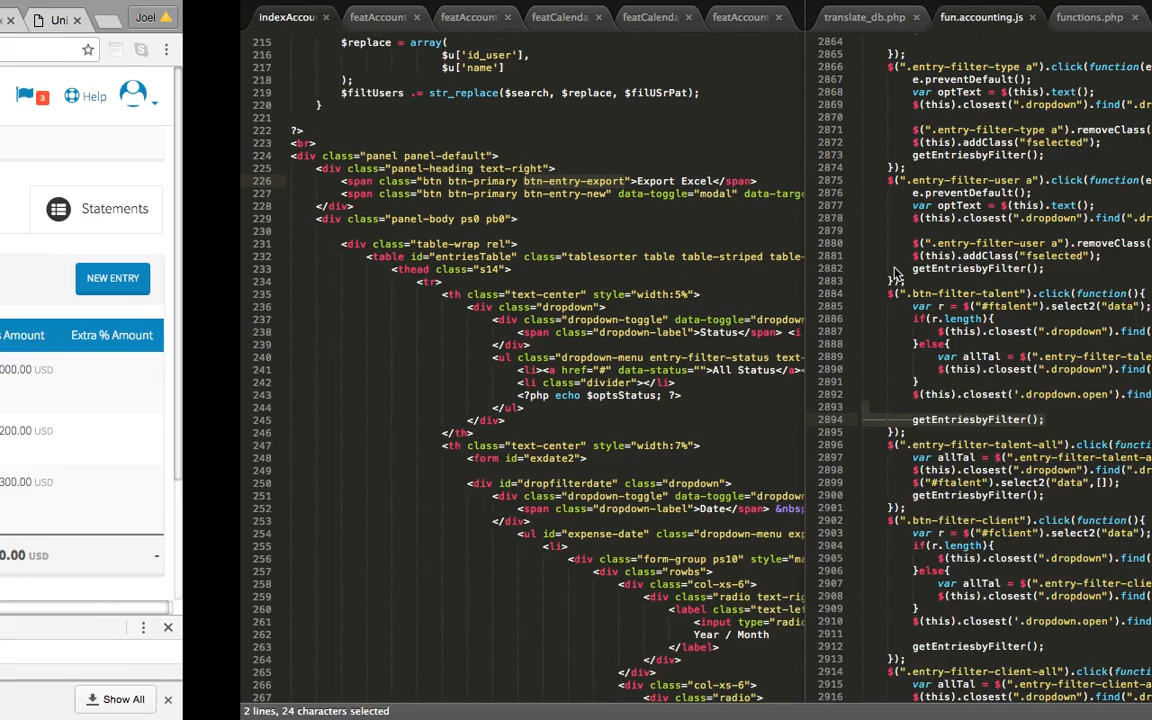 Uni
Joel
3
Help
Statements
NEW ENTRY
s Amount
Extra % Amount
000.00 USD
200.00 USD
300.00 USD
0.00 USD
-
Show All
indexAccou
featAccount
featAccount
featCalenda
featCalenda
featAccount
215 $replace = array(
216 $u['id_user'],
217 $u['name']
218 );
219 $filtUsers .= str_replace($search, $replace, $filUSrPat);
220 }
221
222 ?>
223 <br>
224 <div class="panel panel-default">
225 <div class="panel-heading text-right">
226 <span class="btn btn-primary btn-entry-export">Export Excel</span>
227 <span class="btn btn-primary btn-entry-new" data-toggle="modal" data-targe
228 </div>
229 <div class="panel-body ps0 pb0">
230
231 <div class="table-wrap rel">
232 <table id="entriesTable" class="tablesorter table table-striped table-
233 <thead class="s14">
234 <tr>
235 <th class="text-center" style="width:5%">
236 <div class="dropdown">
237 <div class="dropdown-toggle" data-toggle="dropdow
238 <span class="dropdown-label">Status</span> <i
239 </div>
240 <ul class="dropdown-menu entry-filter-status text-
241 <li><a href="#" data-status="">All Status</a>
242 <li class="divider"></li>
243 <?php echo $optsStatus; ?>
244 </ul>
245 </div>
246 </th>
247 <th class="text-center" style="width:7%">
248 <form id="exdate2">
249
250 <div id="dropfilterdate" class="dropdown">
251 <div class="dropdown-toggle" data-toggle="dropdown
252 <span class="dropdown-label">Date</span> &nbsp
253 </div>
254 <ul id="expense-date" class="dropdown-menu exp
255 <li>
256 <div class="form-group ps10" style="ma
257 <div class="rowbs">
258 <div class="col-xs-6">
259 <div class="radio text-rig
260 <label class="text-lef
261 <input type="radio
262 Year / Month
263 </label>
264 </div>
265 </div>
266 <div class="col-xs-6">
267 <div class="radio">
translate_db.php
fun.accounting.js
functions.php
2864
2865 });
2866 $(".entry-filter-type a").click(function(e
2867 e.preventDefault();
2868 var optText = $(this).text();
2869 $(this).closest(".dropdown").find(".
2870
2871 $(".entry-filter-type a").removeClass(
2872 $(this).addClass("fselected");
2873 getEntriesbyFilter();
2874 });
2875 $(".entry-filter-user a").click(function(e
2876 e.preventDefault();
2877 var optText = $(this).text();
2878 $(this).closest(".dropdown").find(".d
2879
2880 $(".entry-filter-user a").removeClass(
2881 $(this).addClass("fselected");
2882 getEntriesbyFilter();
2883 });
2884 $(".btn-filter-talent").click(function(){
2885 var r = $("#ftalent").select2("data");
2886 if(r.length){
2887 $(this).closest(".dropdown").find(
2888 }else{
2889 var allTal = $(".entry-filter-tale
2890 $(this).closest(".dropdown").find(
2891 }
2892 $(this).closest('.dropdown.open').find
2893
2894 getEntriesbyFilter();
2895 });
2896 $(".entry-filter-talent-all").click(functi
2897 var allTal = $(".entry-filter-talent-a
2898 $(this).closest(".dropdown").find(".dr
2899 $("#ftalent").select2("data",[]);
2900 getEntriesbyFilter();
2901 });
2902 $(".btn-filter-client").click(function(){
2903 var r = $("#fclient").select2("data");
2904 if(r.length){
2905 $(this).closest(".dropdown").find(
2906 }else{
2907 var allTal = $(".entry-filter-clie
2908 $(this).closest(".dropdown").find(
2909 }
2910 $(this).closest('.dropdown.open').find
2911
2912 getEntriesbyFilter();
2913 });
2914 $(".entry-filter-client-all").click(functi
2915 var allTal = $(".entry-filter-client-a
2916 $(this).closest(".dropdown").find(".dr
2 lines, 24 characters selected